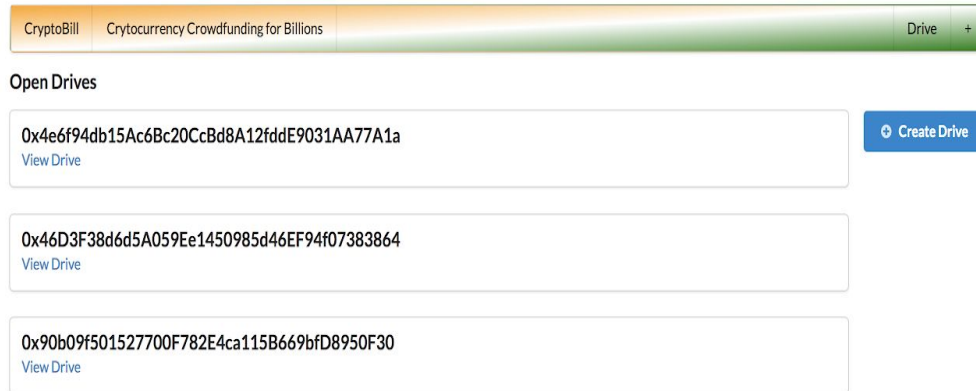 CryptoBill Crytocurrency Crowdfunding for Billions Drive +
Open Drives
0x4e6f94db15Ac6Bc20CcBd8A12fddE9031AA77A1a
View Drive
Create Drive
0x46D3F38d6d5A059Ee1450985d46EF94f07383864
View Drive
0x90b09f501527700F782E4ca115B669bfD8950F30
View Drive